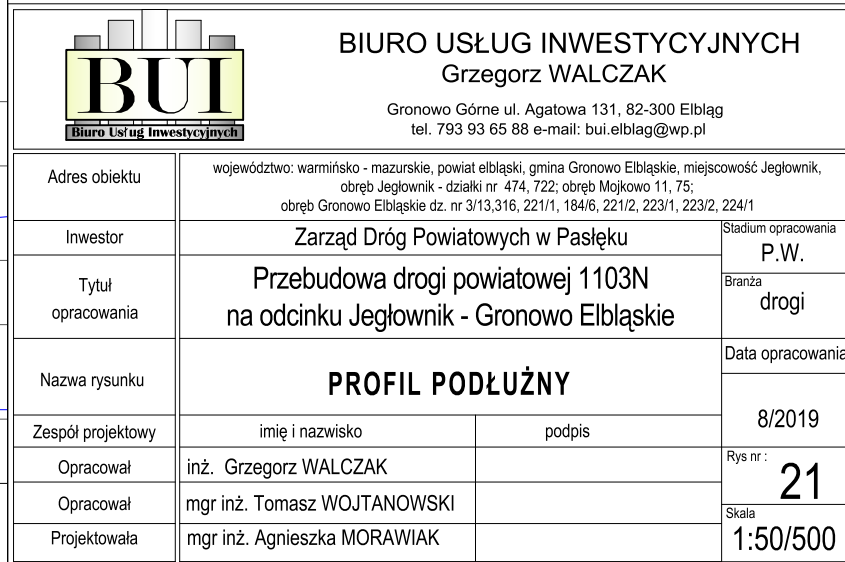 BUI
Biuro Usług Inwestycyjnych
BIURO USŁUG INWESTYCYJNYCH
Grzegorz WALCZAK
Gronowo Górne ul. Agatowa 131, 82-300 Elbląg
tel. 793 93 65 88 e-mail: bui.elblag@wp.pl
Adres obiektu
województwo: warmińsko - mazurskie, powiat elbląski, gmina Gronowo Elbląskie, miejscowość Jegłownik,
obręb Jegłownik - działki nr 474, 722; obręb Mojkowo 11, 75;
obręb Gronowo Elbląskie dz. nr 3/13,316, 221/1, 184/6, 221/2, 223/1, 223/2, 224/1
Inwestor
Zarząd Dróg Powiatowych w Pasłęku
Stadium opracowania
P.W.
Tytuł
opracowania
Przebudowa drogi powiatowej 1103N
na odcinku Jegłownik - Gronowo Elbląskie
Branża
drogi
Nazwa rysunku
PROFIL PODŁUŻNY
Data opracowania
8/2019
Zespół projektowy
imię i nazwisko
podpis
Opracował
inż. Grzegorz WALCZAK
Rys nr :
21
Opracował
mgr inż. Tomasz WOJTANOWSKI
Projektowała
mgr inż. Agnieszka MORAWIAK
Skala
1:50/500